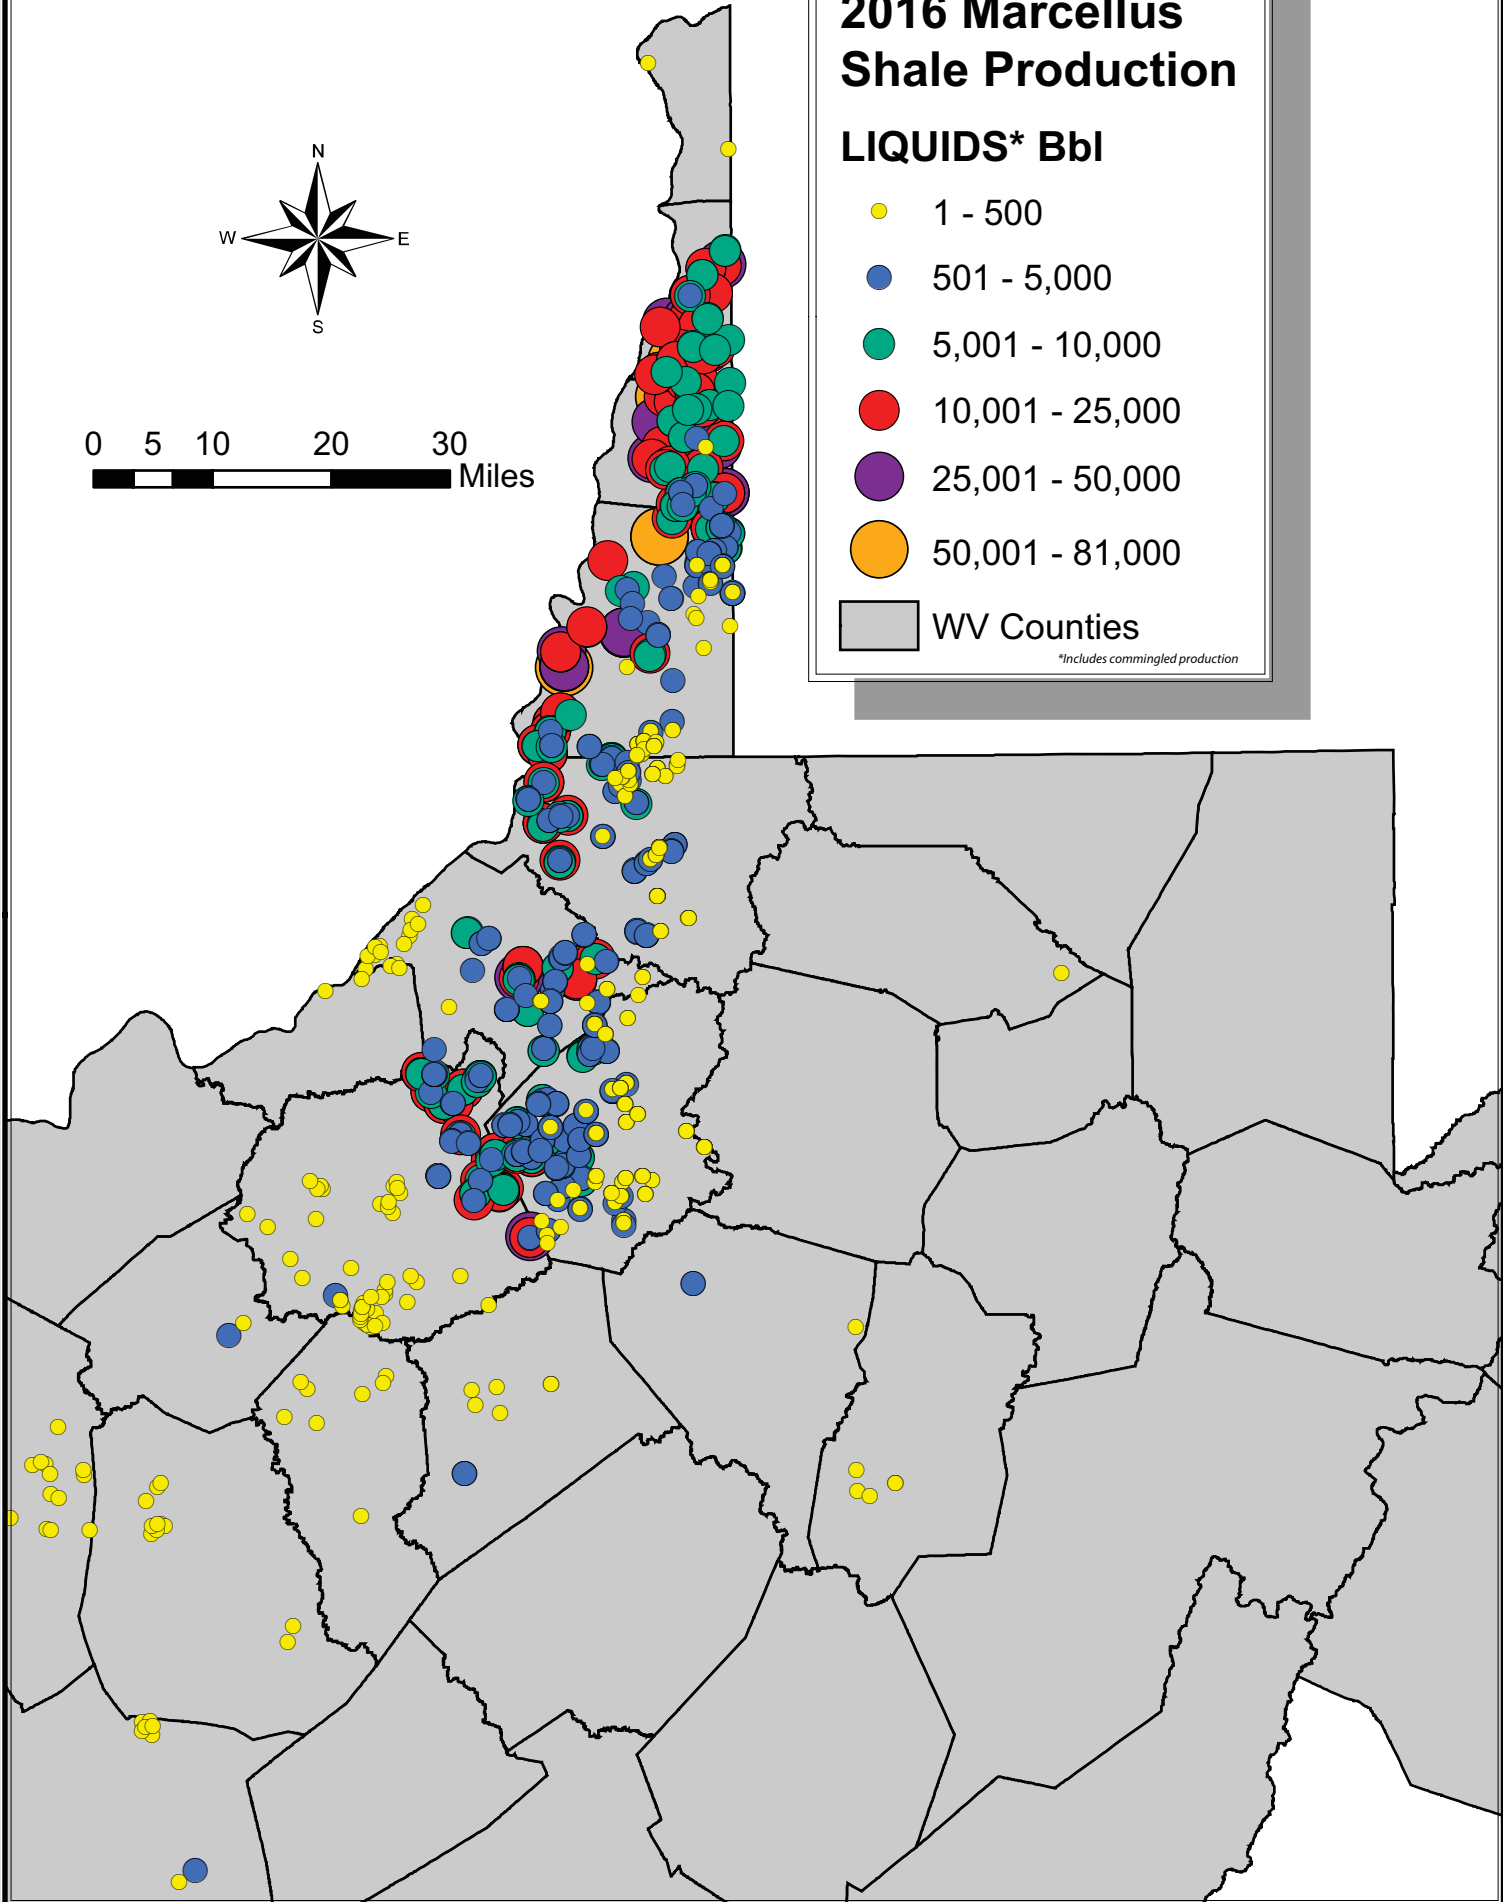 2016 Marcellus
Shale Production
LIQUIDS* Bbl
1 - 500
501 - 5,000
5,001 - 10,000
10,001 - 25,000
25,001 - 50,000
50,001 - 81,000
WV Counties
*Includes commingled production
N
W E
S
0 5 10 20 30
Miles